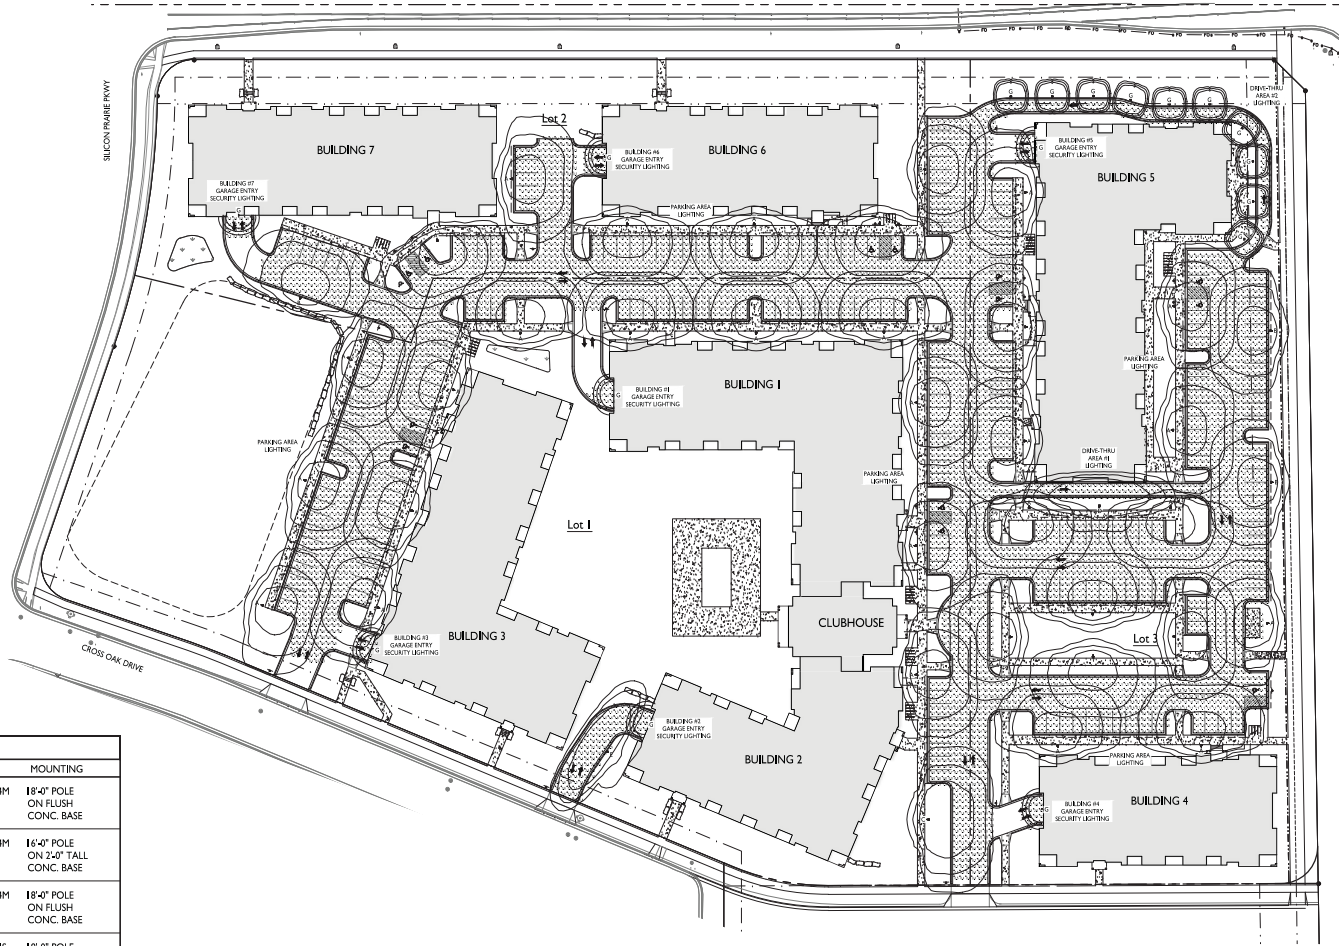 SILICON PRAIRIE PKWY
BUILDING 7
BUILDING #7
GARAGE ENTRY
SECURITY LIGHTING
Lot 2
BUILDING #6
GARAGE ENTRY
SECURITY LIGHTING
BUILDING 6
PARKING AREA
LIGHTING
DRIVE-THRU
AREA #2
LIGHTING
BUILDING #5
GARAGE ENTRY
SECURITY LIGHTING
BUILDING 5
PARKING AREA
LIGHTING
BUILDING 1
BUILDING #1
GARAGE ENTRY
SECURITY LIGHTING
PARKING AREA
LIGHTING
PARKING AREA
LIGHTING
DRIVE-THRU
AREA #1
LIGHTING
Lot 1
CLUBHOUSE
BUILDING 3
BUILDING #3
GARAGE ENTRY
SECURITY LIGHTING
Lot 3
CROSS OAK DRIVE
BUILDING #2
GARAGE ENTRY
SECURITY LIGHTING
BUILDING 2
PARKING AREA
LIGHTING
BUILDING #4
GARAGE ENTRY
SECURITY LIGHTING
BUILDING 4
MOUNTING
18'-0" POLE
ON FLUSH
CONC. BASE
16'-0" POLE
ON 2'-0" TALL
CONC. BASE
18'-0" POLE
ON FLUSH
CONC. BASE